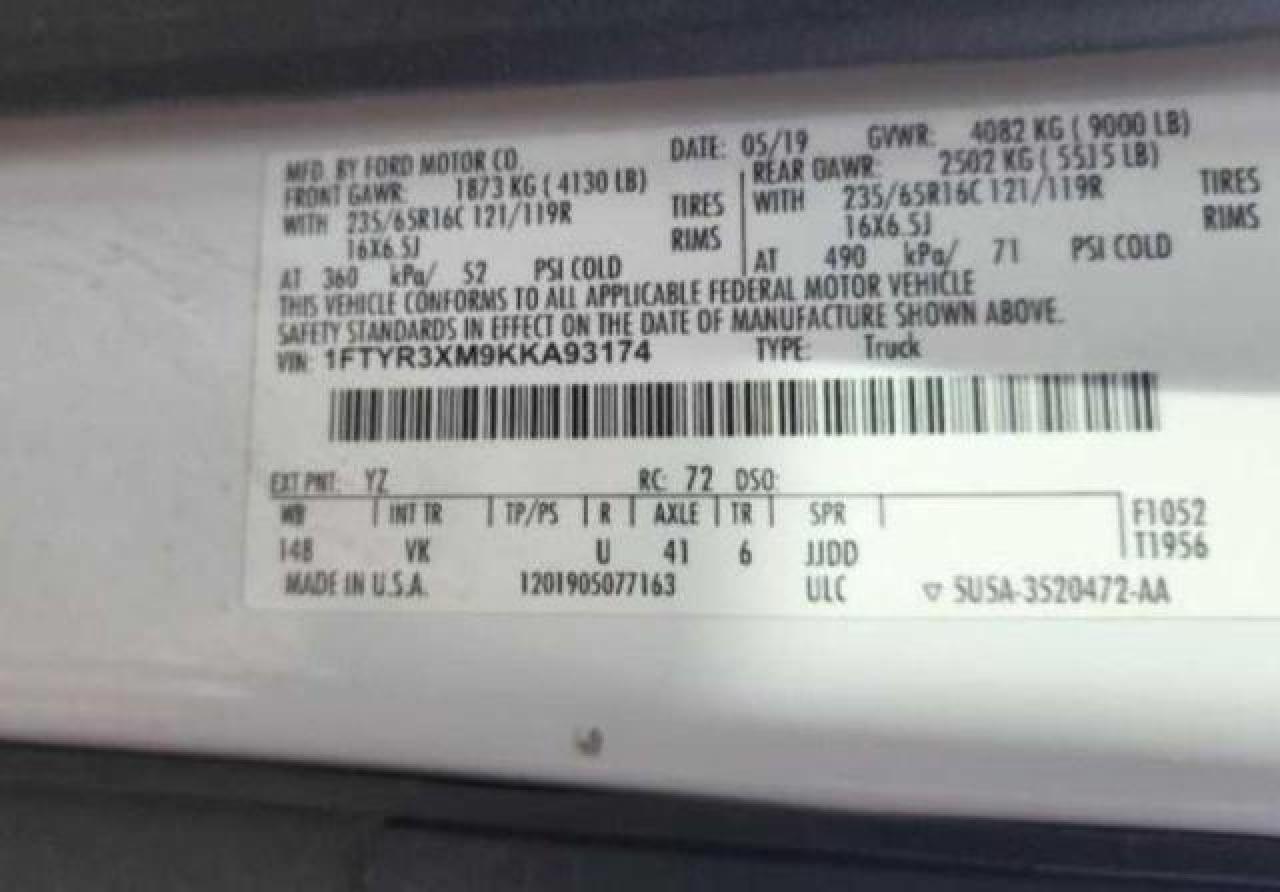 MFD. BY FORD MOTOR CO. DATE: 05/19 GVWR: 4082 KG ( 9000 LB)
FRONT GAWR: 1873 KG ( 4130 LB) REAR GAWR: 2502 KG ( 5515 LB)
WITH 235/65R16C 121/119R TIRES WITH 235/65R16C 121/119R TIRES
16X6.5J RIMS 16X6.5J RIMS
AT 360 kPa/ 52 PSI COLD AT 490 kPa/ 71 PSI COLD
THIS VEHICLE CONFORMS TO ALL APPLICABLE FEDERAL MOTOR VEHICLE
SAFETY STANDARDS IN EFFECT ON THE DATE OF MANUFACTURE SHOWN ABOVE.
VIN: 1FTYR3XM9KKA93174 TYPE: Truck
EXT PNT: YZ RC: 72 DSO:
WB INT TR TP/PS R AXLE TR SPR F1052
148 VK U 41 6 JJDD T1956
MADE IN U.S.A. 1201905077163 ULC ▽ 5U5A-3520472-AA